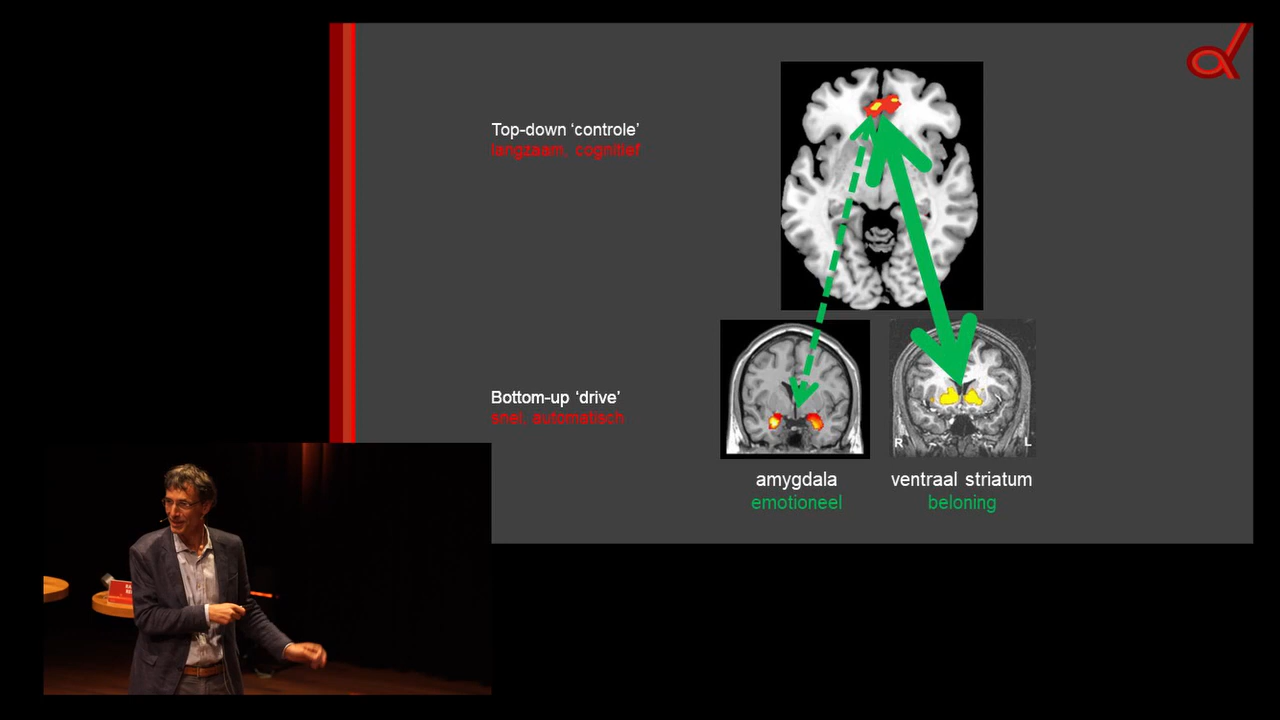 Top-down ‘controle’
langzaam, cognitief
Bottom-up ‘drive’
snel, automatisch
R
L
amygdala
ventraal striatum
emotioneel
beloning